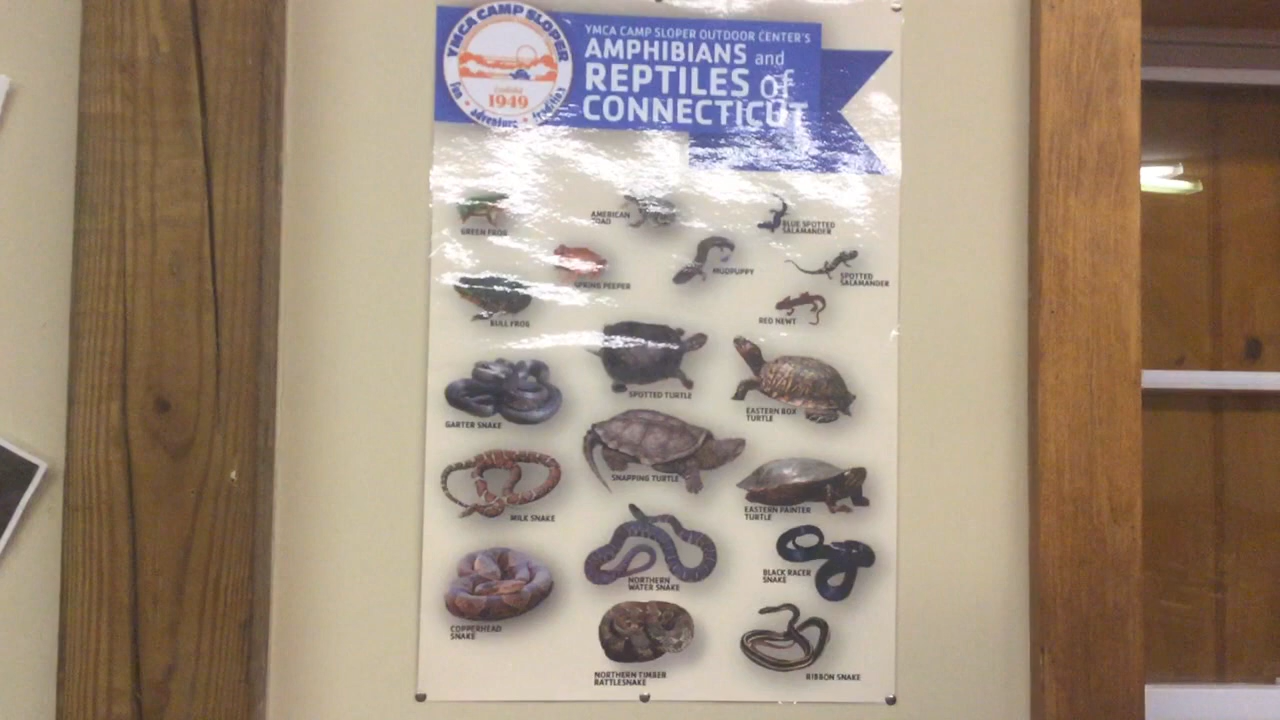 YMCA CAMP SLOPER
1949
fun • adventure • tradition
YMCA CAMP SLOPER OUTDOOR CENTER'S
AMPHIBIANS and
REPTILES of
CONNECTICUT
GREEN FROG
AMERICAN
TOAD
BLUE SPOTTED
SALAMANDER
SPRING PEEPER
MUDPUPPY
SPOTTED
SALAMANDER
BULL FROG
RED NEWT
SPOTTED TURTLE
EASTERN BOX
TURTLE
GARTER SNAKE
SNAPPING TURTLE
MILK SNAKE
EASTERN PAINTER
TURTLE
NORTHERN
WATER SNAKE
BLACK RACER
SNAKE
COPPERHEAD
SNAKE
NORTHERN TIMBER
RATTLESNAKE
RIBBON SNAKE